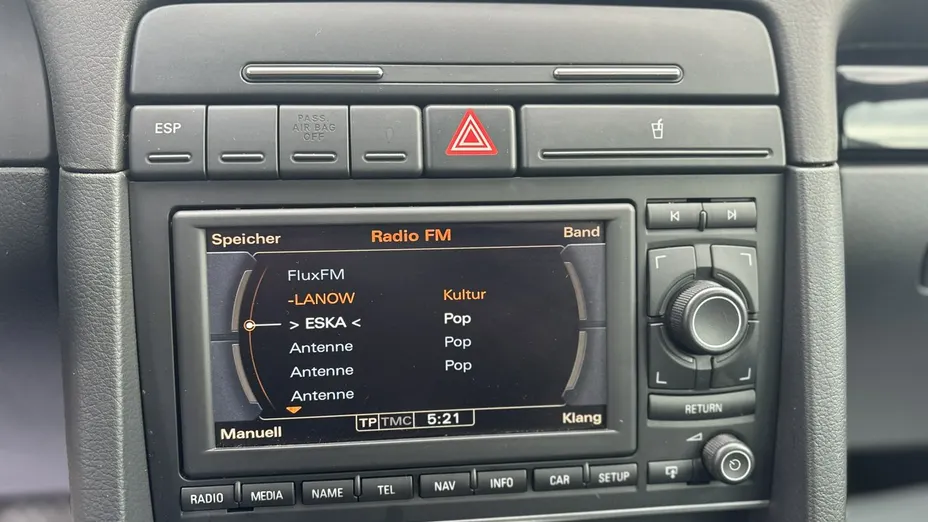 ESP
PASS
AIR BAG
OFF
Speicher Radio FM Band
FluxFM
-LANOW Kultur
> ESKA < Pop
Antenne Pop
Antenne Pop
Antenne
TP TMC 5:21
Manuell Klang
RETURN
RADIO MEDIA NAME TEL NAV INFO CAR SETUP